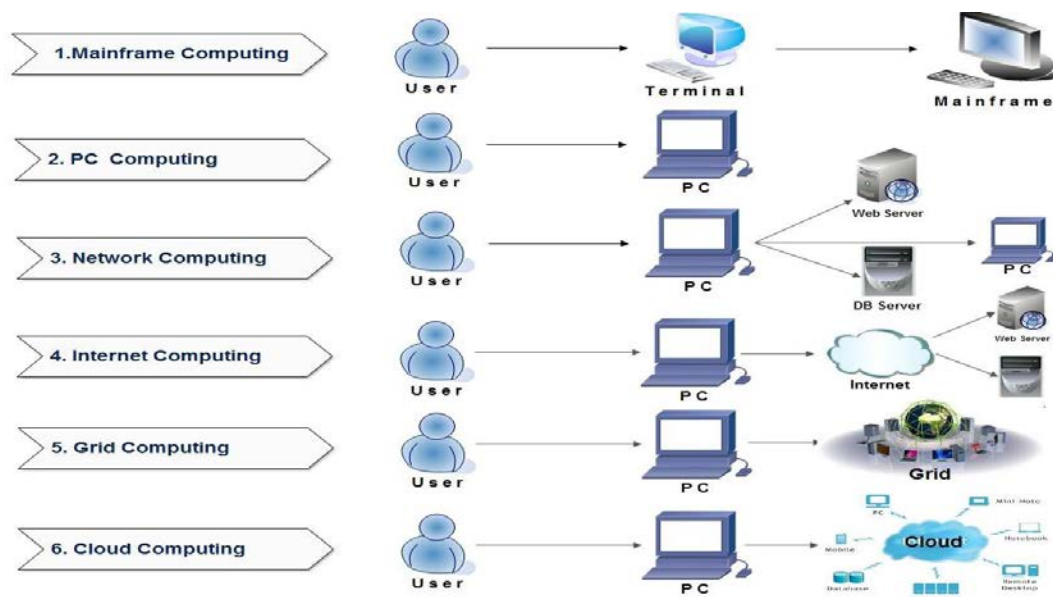 1.Mainframe Computing
User
Terminal
Mainframe
2. PC Computing
User
PC
Web Server
3. Network Computing
User
PC
PC
DB Server
4. Internet Computing
User
PC
Internet
Web Server
5. Grid Computing
User
PC
Grid
6. Cloud Computing
User
PC
PC
Mini Note
Mobile
Cloud
Notebook
Database
Remote
Desktop